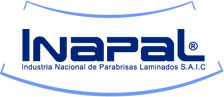 INAPAL®
Industria Nacional de Parabrisas Laminados S.A.I.C